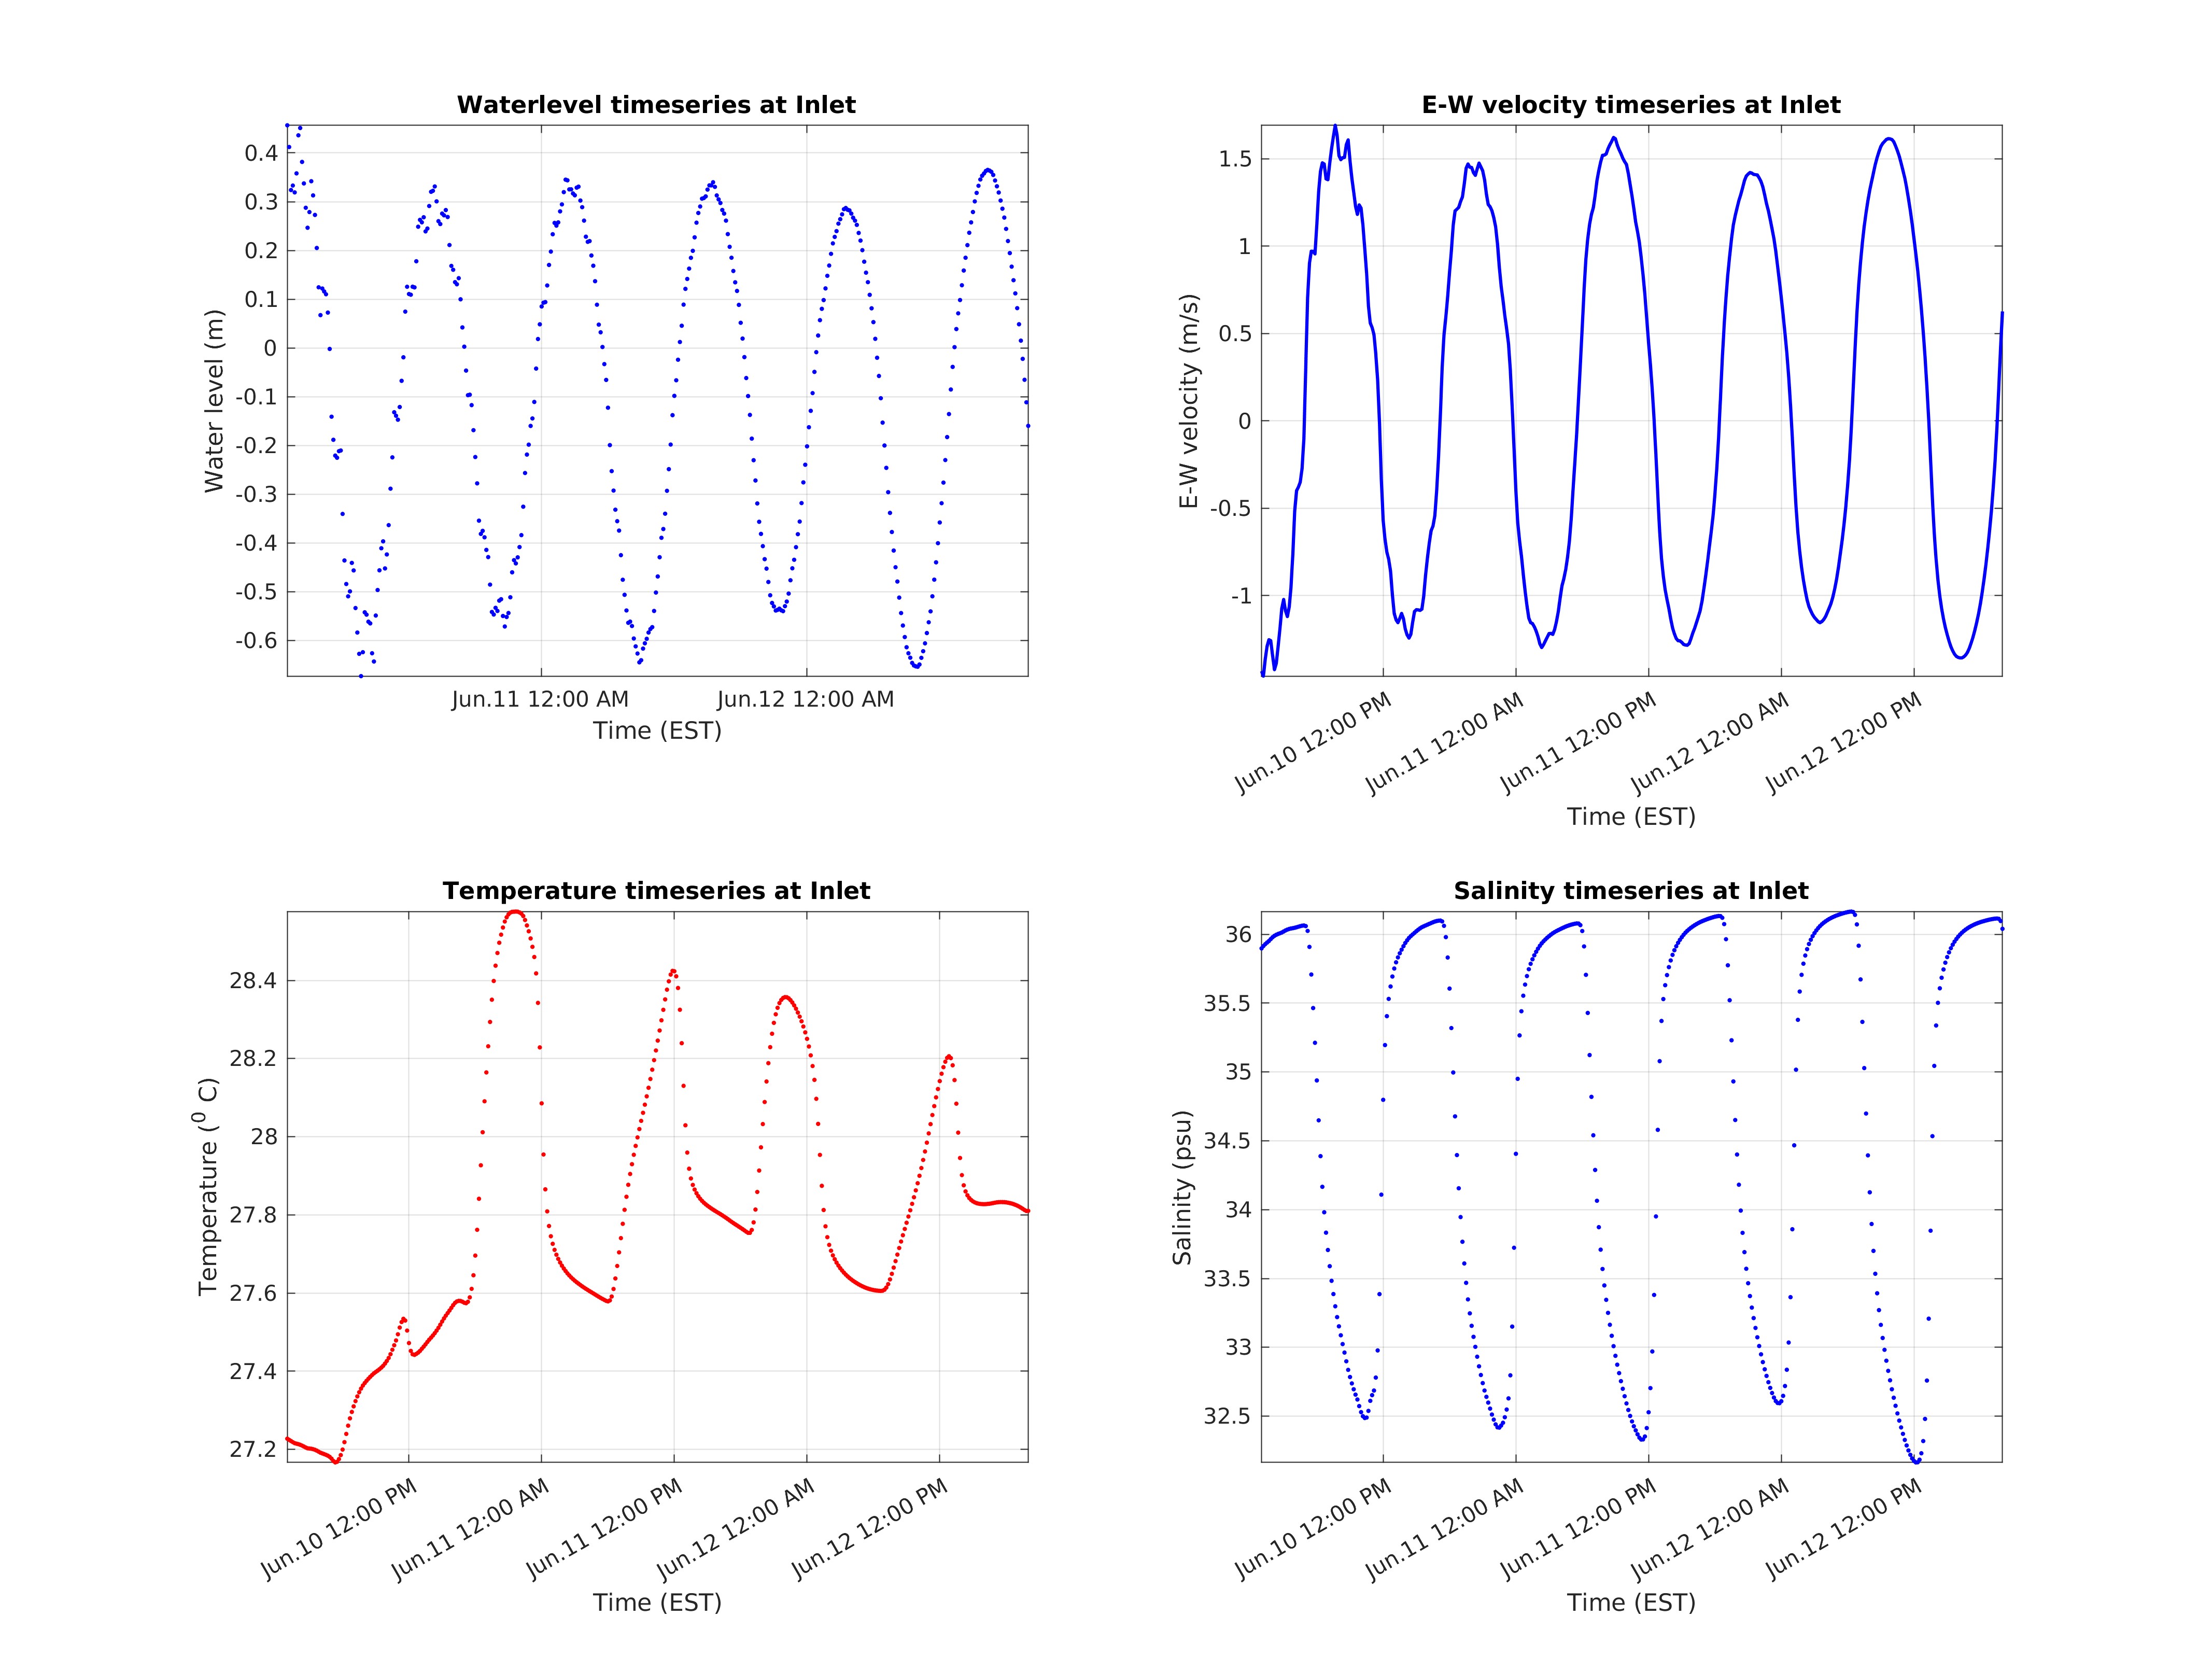 Waterlevel timeseries at Inlet
0.4
0.3
0.2
0.1
0
-0.1
-0.2
-0.3
-0.4
-0.5
-0.6
Water level (m)
Jun.11 12:00 AM
Jun.12 12:00 AM
Time (EST)
E-W velocity timeseries at Inlet
1.5
1
0.5
0
-0.5
-1
E-W velocity (m/s)
Jun.10 12:00 PM
Jun.11 12:00 AM
Jun.11 12:00 PM
Jun.12 12:00 AM
Jun.12 12:00 PM
Time (EST)
Temperature timeseries at Inlet
28.4
28.2
28
27.8
27.6
27.4
27.2
Temperature (⁰ C)
Jun.10 12:00 PM
Jun.11 12:00 AM
Jun.11 12:00 PM
Jun.12 12:00 AM
Jun.12 12:00 PM
Time (EST)
Salinity timeseries at Inlet
36
35.5
35
34.5
34
33.5
33
32.5
Salinity (psu)
Jun.10 12:00 PM
Jun.11 12:00 AM
Jun.11 12:00 PM
Jun.12 12:00 AM
Jun.12 12:00 PM
Time (EST)